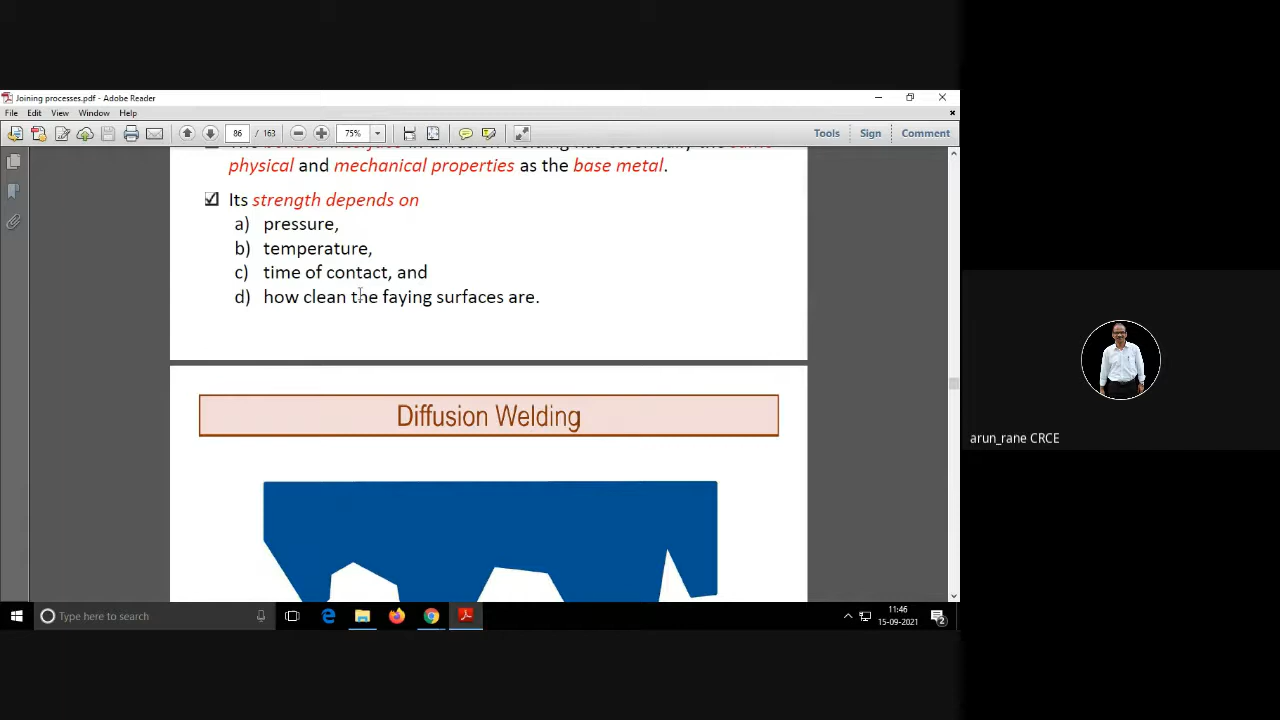 Joining processes.pdf - Adobe Reader
File Edit View Window Help
86 / 163 75% Tools Sign Comment
physical and mechanical properties as the base metal.
Its strength depends on
a) pressure,
b) temperature,
c) time of contact, and
d) how clean the faying surfaces are.
Diffusion Welding
arun_rane CRCE
Type here to search
11:46
15-09-2021
2